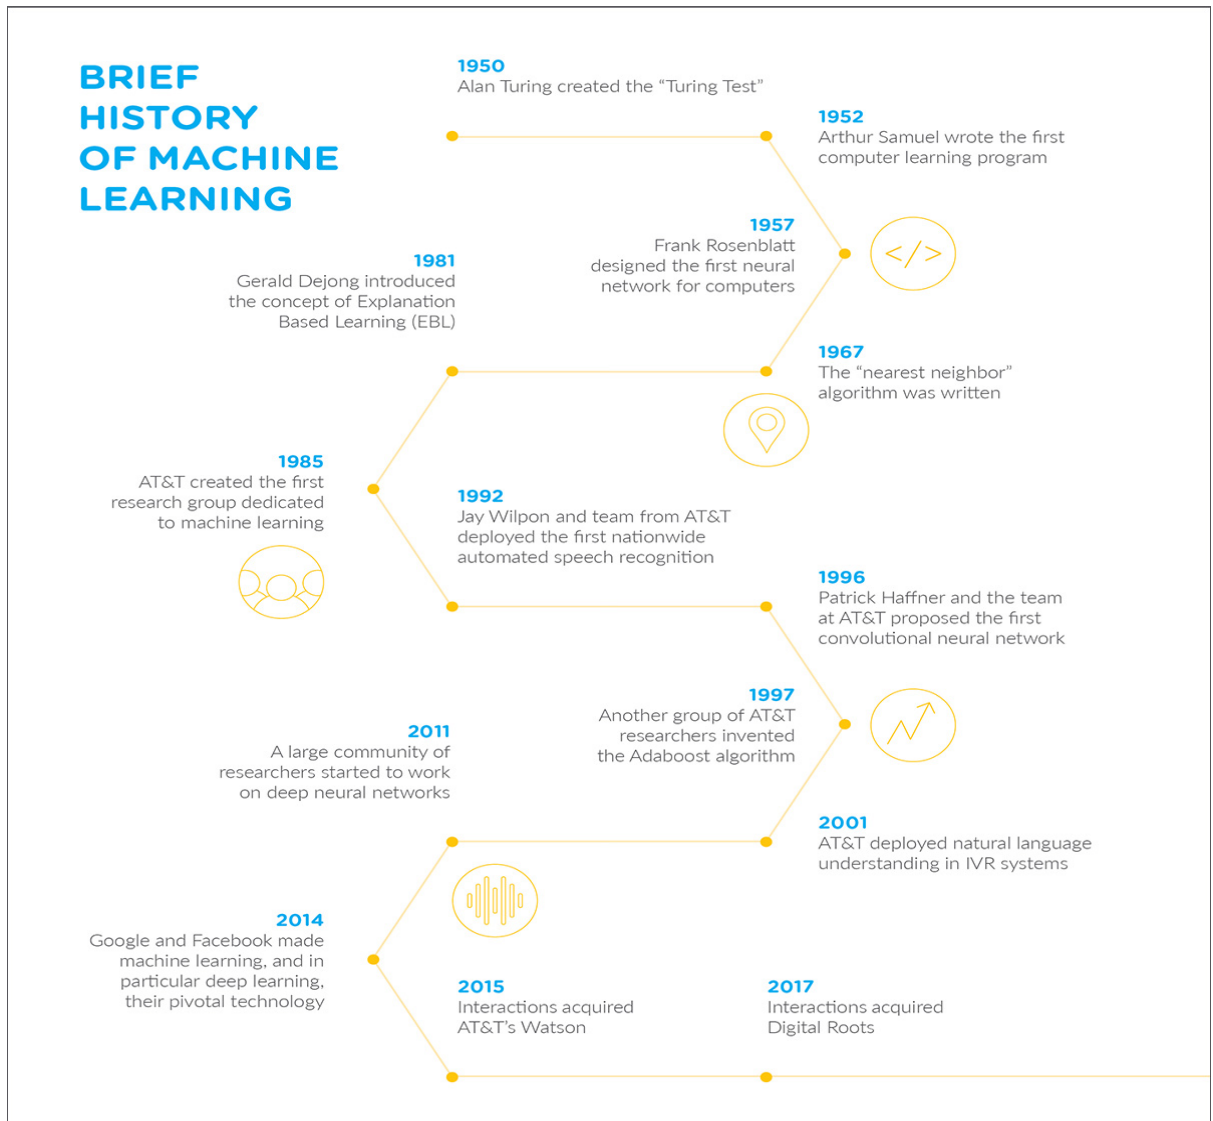 BRIEF
HISTORY
OF MACHINE
LEARNING
1950
Alan Turing created the “Turing Test”
1952
Arthur Samuel wrote the first
computer learning program
</>
1957
Frank Rosenblatt
designed the first neural
network for computers
1967
The “nearest neighbor”
algorithm was written
1981
Gerald Dejong introduced
the concept of Explanation
Based Learning (EBL)
1985
AT&T created the first
research group dedicated
to machine learning
1992
Jay Wilpon and team from AT&T
deployed the first nationwide
automated speech recognition
1996
Patrick Haffner and the team
at AT&T proposed the first
convolutional neural network
1997
Another group of AT&T
researchers invented
the Adaboost algorithm
2001
AT&T deployed natural language
understanding in IVR systems
2011
A large community of
researchers started to work
on deep neural networks
2014
Google and Facebook made
machine learning, and in
particular deep learning,
their pivotal technology
2015
Interactions acquired
AT&T’s Watson
2017
Interactions acquired
Digital Roots